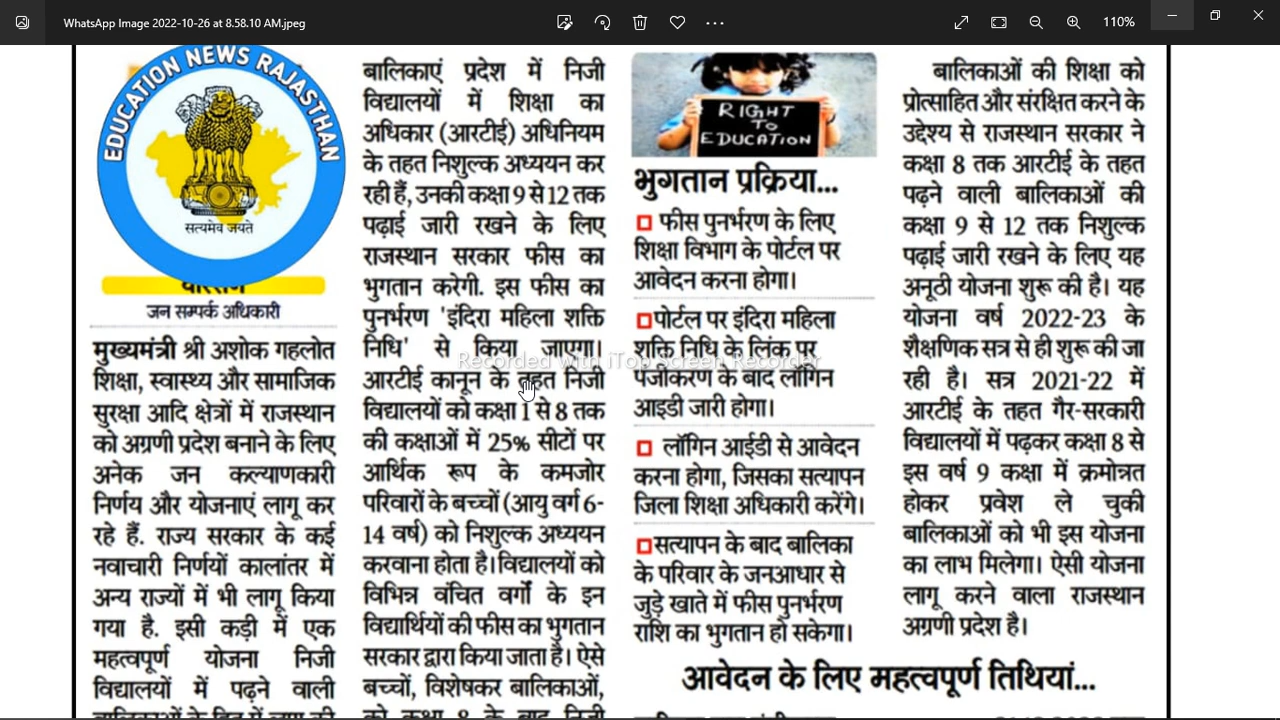 WhatsApp Image 2022-10-26 at 8.58.10 AM.jpeg
110%
EDUCATION NEWS RAJASTHAN
सत्यमेव जयते
जन सम्पर्क अधिकारी
मुख्यमंत्री श्री अशोक गहलोत
शिक्षा, स्वास्थ्य और सामाजिक
सुरक्षा आदि क्षेत्रों में राजस्थान
को अग्रणी प्रदेश बनाने के लिए
अनेक जन कल्याणकारी
निर्णय और योजनाएं लागू कर
रहे हैं. राज्य सरकार के कई
नवाचारी निर्णयों कालांतर में
अन्य राज्यों में भी लागू किया
गया है. इसी कड़ी में एक
महत्वपूर्ण योजना निजी
विद्यालयों में पढ़ने वाली
बालिकाएं प्रदेश में निजी
विद्यालयों में शिक्षा का
अधिकार (आरटीई) अधिनियम
के तहत निशुल्क अध्ययन कर
रही हैं, उनकी कक्षा 9 से 12 तक
पढ़ाई जारी रखने के लिए
राजस्थान सरकार फीस का
भुगतान करेगी. इस फीस का
पुनर्भरण 'इंदिरा महिला शक्ति
निधि' से किया जाएगा।
आरटीई कानून के तहत निजी
विद्यालयों को कक्षा 1 से 8 तक
की कक्षाओं में 25% सीटों पर
आर्थिक रूप के कमजोर
परिवारों के बच्चों (आयु वर्ग 6-
14 वर्ष) को निशुल्क अध्ययन
करवाना होता है। विद्यालयों को
विभिन्न वंचित वर्गों के इन
विद्यार्थियों की फीस का भुगतान
सरकार द्वारा किया जाता है। ऐसे
बच्चों, विशेषकर बालिकाओं,
को कक्षा 8 के बाद निजी
RIGHT
TO
EDUCATION
भुगतान प्रक्रिया...
फीस पुनर्भरण के लिए
शिक्षा विभाग के पोर्टल पर
आवेदन करना होगा।
पोर्टल पर इंदिरा महिला
शक्ति निधि के लिंक पर
पंजीकरण के बाद लॉगिन
आइडी जारी होगा।
लॉगिन आईडी से आवेदन
करना होगा, जिसका सत्यापन
जिला शिक्षा अधिकारी करेंगे।
सत्यापन के बाद बालिका
के परिवार के जनआधार से
जुड़े खाते में फीस पुनर्भरण
राशि का भुगतान हो सकेगा।
बालिकाओं की शिक्षा को
प्रोत्साहित और संरक्षित करने के
उद्देश्य से राजस्थान सरकार ने
कक्षा 8 तक आरटीई के तहत
पढ़ने वाली बालिकाओं की
कक्षा 9 से 12 तक निशुल्क
पढ़ाई जारी रखने के लिए यह
अनूठी योजना शुरू की है। यह
योजना वर्ष 2022-23 के
शैक्षणिक सत्र से ही शुरू की जा
रही है। सत्र 2021-22 में
आरटीई के तहत गैर-सरकारी
विद्यालयों में पढ़कर कक्षा 8 से
इस वर्ष 9 कक्षा में क्रमोन्नत
होकर प्रवेश ले चुकी
बालिकाओं को भी इस योजना
का लाभ मिलेगा। ऐसी योजना
लागू करने वाला राजस्थान
अग्रणी प्रदेश है।
आवेदन के लिए महत्वपूर्ण तिथियां...
Recorded with iTop Screen Recorder